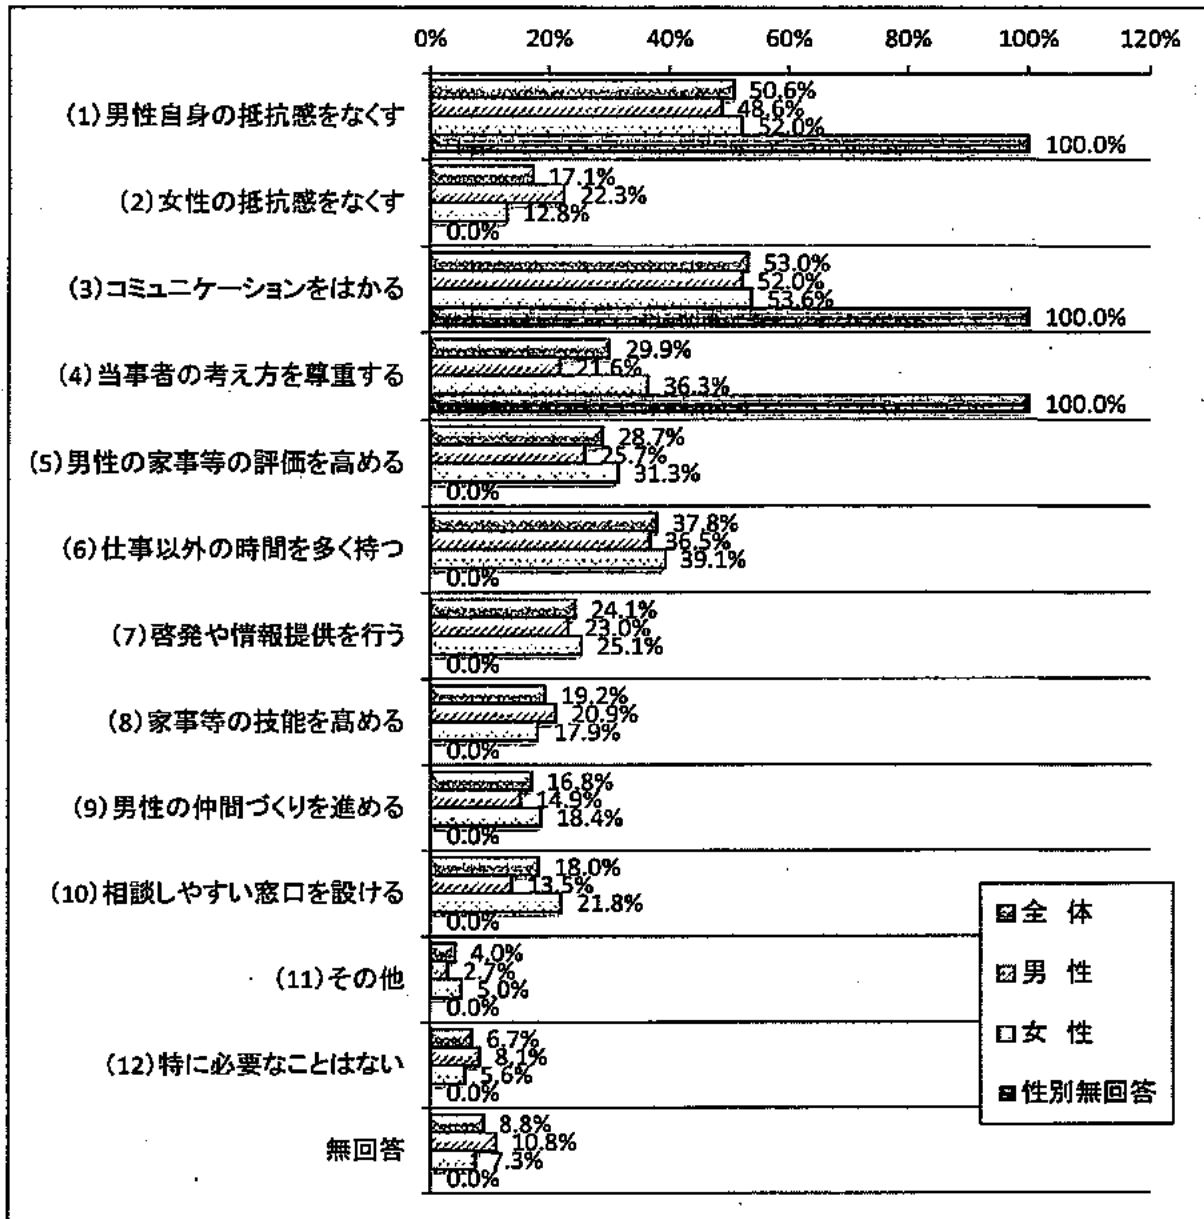 0% 20% 40% 60% 80% 100% 120%
(1)男性自身の抵抗感をなくす
50.6%
48.6%
52.0%
100.0%
(2)女性の抵抗感をなくす
17.1%
22.3%
12.8%
0.0%
(3)コミュニケーションをはかる
53.0%
52.0%
53.6%
100.0%
(4)当事者の考え方を尊重する
29.9%
21.6%
36.3%
100.0%
(5)男性の家事等の評価を高める
28.7%
25.7%
31.3%
0.0%
(6)仕事以外の時間を多く持つ
37.8%
36.5%
39.1%
0.0%
(7)啓発や情報提供を行う
24.1%
23.0%
25.1%
0.0%
(8)家事等の技能を高める
19.2%
20.9%
17.9%
0.0%
(9)男性の仲間づくりを進める
16.8%
14.9%
18.4%
0.0%
(10)相談しやすい窓口を設ける
18.0%
13.5%
21.8%
0.0%
(11)その他
4.0%
2.7%
5.0%
0.0%
(12)特に必要なことはない
6.7%
8.1%
5.6%
0.0%
無回答
8.8%
10.8%
7.3%
0.0%
全 体
男 性
女 性
性別無回答